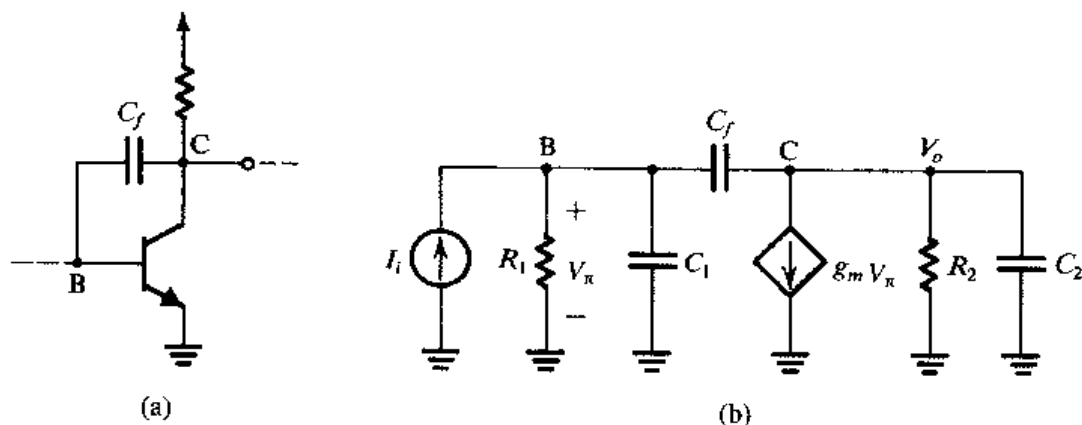 C_f
C
B
(a)
C_f
B
C
V_o
+
I_i
R_1
V_π
C_1
g_m V_π
R_2
C_2
−
(b)